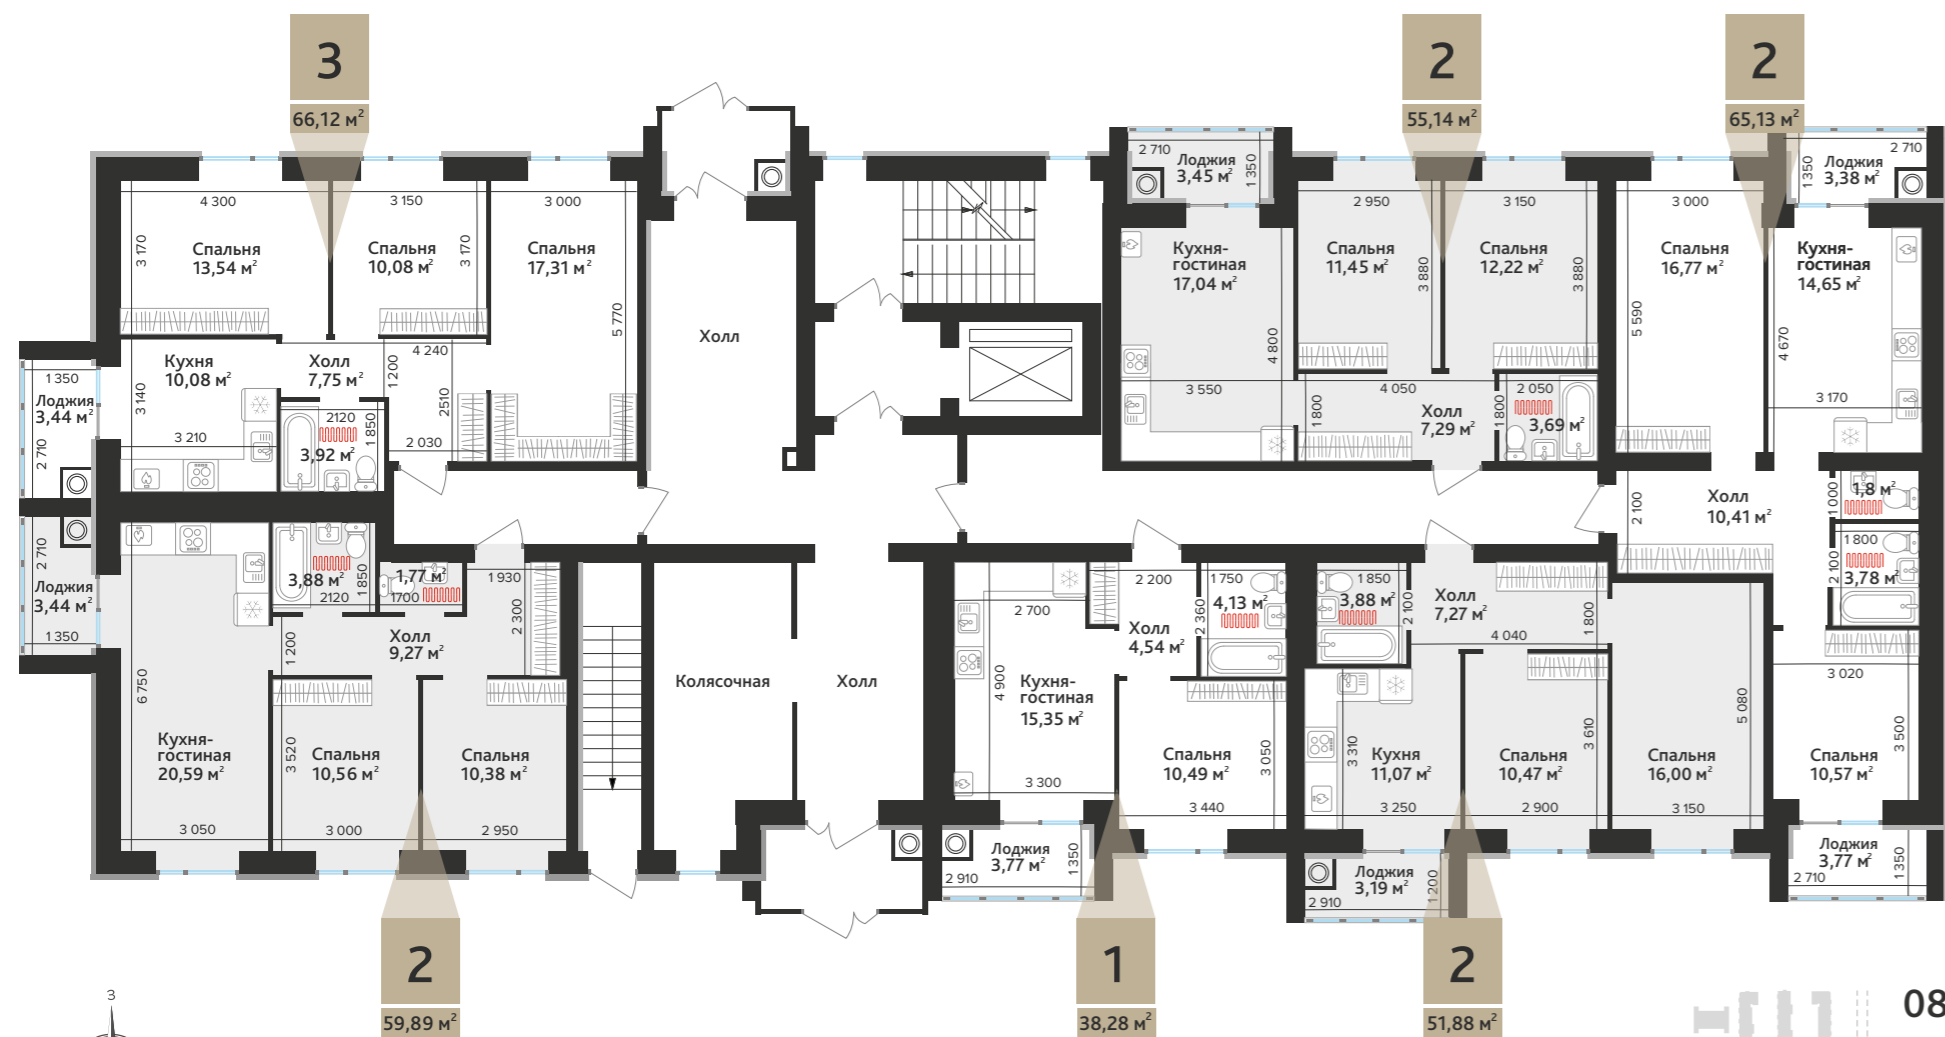 3
66,12 м²
2
55,14 м²
2
65,13 м²
4 300
3 170
Спальня
13,54 м²
3 150
3 170
Спальня
10,08 м²
3 000
5 770
Спальня
17,31 м²
Кухня
10,08 м²
3 140
3 210
Холл
7,75 м²
4 240
1 200
2510
2 030
2120
1 850
3,92 м²
1 350
Лоджия
3,44 м²
2 710
2 710
Лоджия
3,44 м²
1 350
Холл
2 710
Лоджия
3,45 м²
1 350
Кухня-
гостиная
17,04 м²
4 800
3 550
2 950
Спальня
11,45 м²
3 880
3 150
Спальня
12,22 м²
3 880
4 050
1 800
Холл
7,29 м²
2 050
1 800
3,69 м²
3 000
Спальня
16,77 м²
5 590
1 350
2 710
Лоджия
3,38 м²
Кухня-
гостиная
14,65 м²
4 670
3 170
2 100
Холл
10,41 м²
1 000
1,8 м²
1 800
2 100
3,78 м²
3,88 м²
2120
1 850
1,77 м²
1700
1 930
2 300
Холл
9,27 м²
1 200
6 750
Кухня-
гостиная
20,59 м²
3 050
3 520
Спальня
10,56 м²
3 000
Спальня
10,38 м²
2 950
Колясочная
Холл
2 700
4 900
Кухня-
гостиная
15,35 м²
3 300
2 200
Холл
4,54 м²
1 750
2 360
4,13 м²
Спальня
10,49 м²
3 050
3 440
Лоджия
3,77 м²
2 910
1 350
1 850
3,88 м²
2 100
Холл
7,27 м²
1 800
4 040
3 310
Кухня
11,07 м²
3 250
Спальня
10,47 м²
3 610
2 900
Спальня
16,00 м²
5 080
3 150
Лоджия
3,19 м²
1 200
2 910
3 020
3 500
Спальня
10,57 м²
Лоджия
3,77 м²
2 710
1 350
2
59,89 м²
1
38,28 м²
2
51,88 м²
З
08